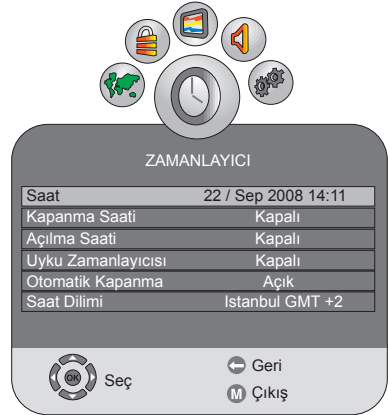 ZAMANLAYICI
Saat 22 / Sep 2008 14:11
Kapanma Saati Kapalı
Açılma Saati Kapalı
Uyku Zamanlayıcısı Kapalı
Otomatik Kapanma Açık
Saat Dilimi Istanbul GMT +2
OK Seç
Geri
M Çıkış